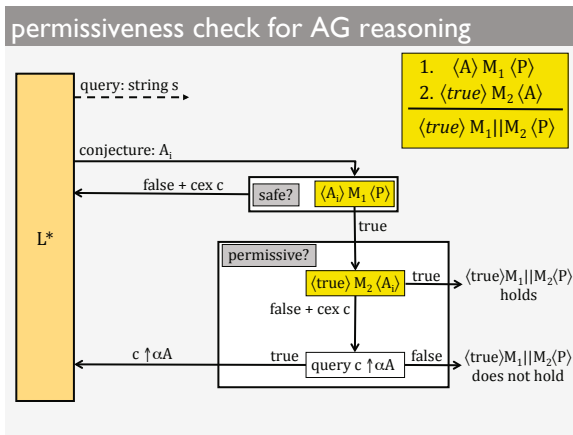 permissiveness check for AG reasoning
1. ⟨A⟩ M₁ ⟨P⟩
2. ⟨true⟩ M₂ ⟨A⟩
⟨true⟩ M₁||M₂ ⟨P⟩
query: string s
conjecture: Aᵢ
false + cex c
safe?
⟨Aᵢ⟩ M₁ ⟨P⟩
true
L*
permissive?
⟨true⟩ M₂ ⟨Aᵢ⟩
true
⟨true⟩M₁||M₂⟨P⟩
holds
false + cex c
c ↑αA
true
query c ↑αA
false
⟨true⟩M₁||M₂⟨P⟩
does not hold